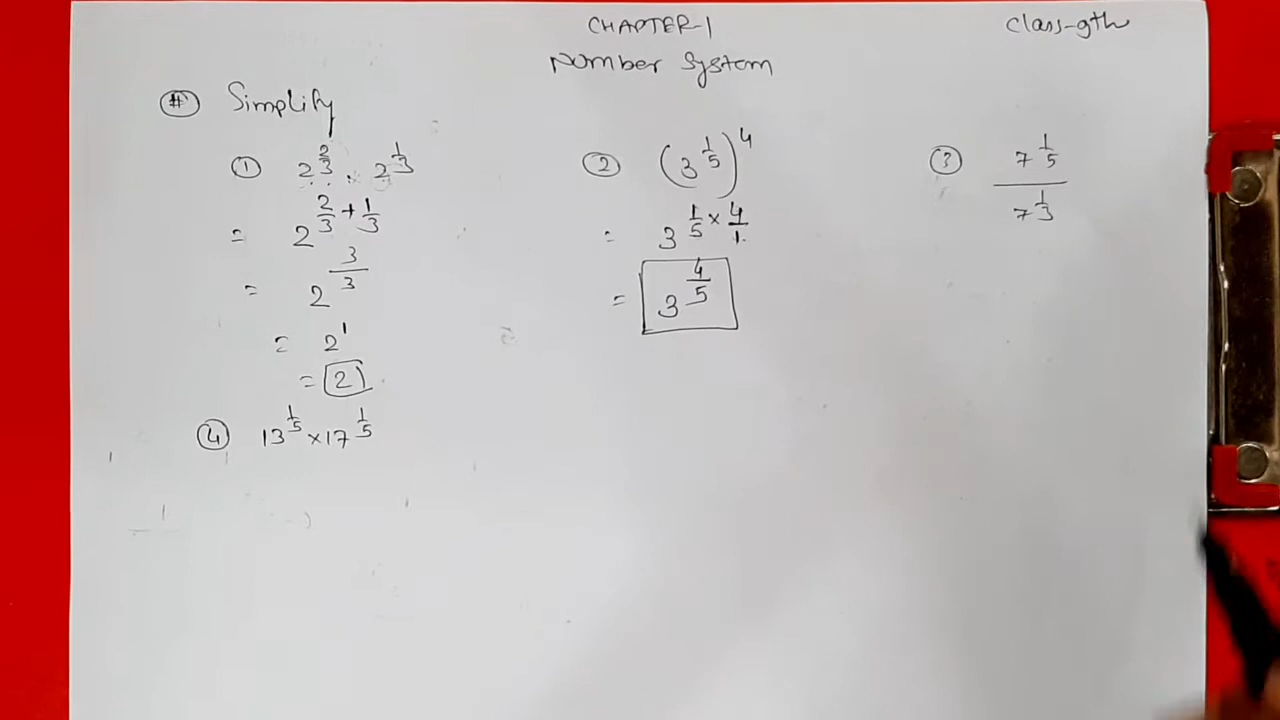 CHAPTER-1
Class-9th
Number System
# Simplify
① 2^{2/3} . 2^{1/3}
= 2^{2/3 + 1/3}
= 2^{3/3}
= 2^1
= 2
② (3^{1/5})^4
= 3^{1/5 × 4/1}
= 3^{4/5}
③ 7^{1/5} / 7^{1/3}
④ 13^{1/5} × 17^{1/5}